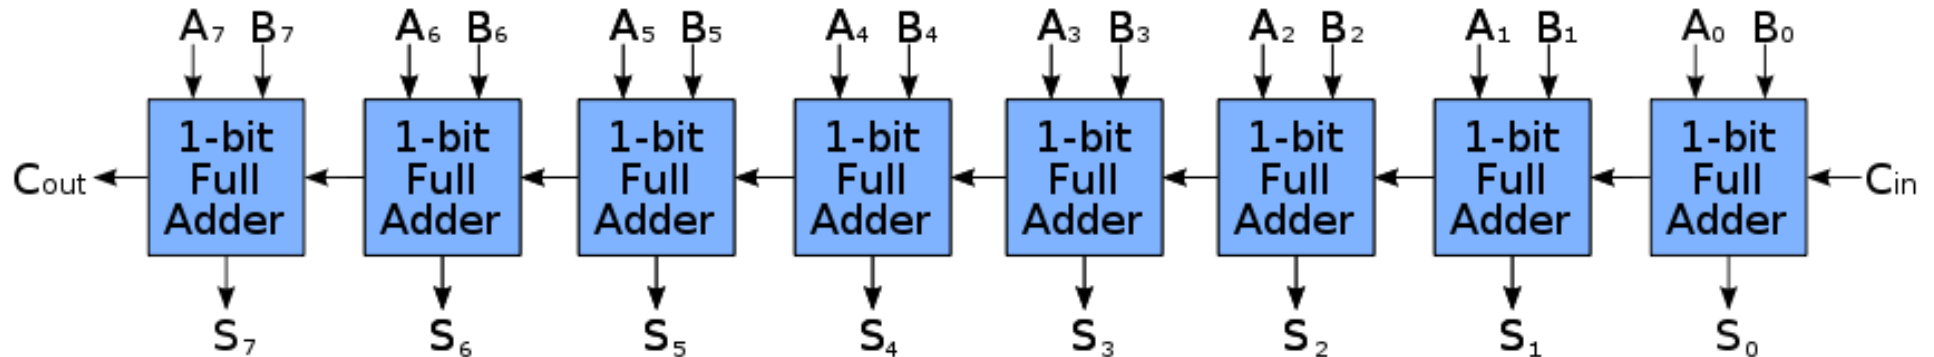 A7 B7 A6 B6 A5 B5 A4 B4 A3 B3 A2 B2 A1 B1 A0 B0
1-bit 1-bit 1-bit 1-bit 1-bit 1-bit 1-bit 1-bit
Cout Full Full Full Full Full Full Full Full Cin
Adder Adder Adder Adder Adder Adder Adder Adder
S7 S6 S5 S4 S3 S2 S1 S0